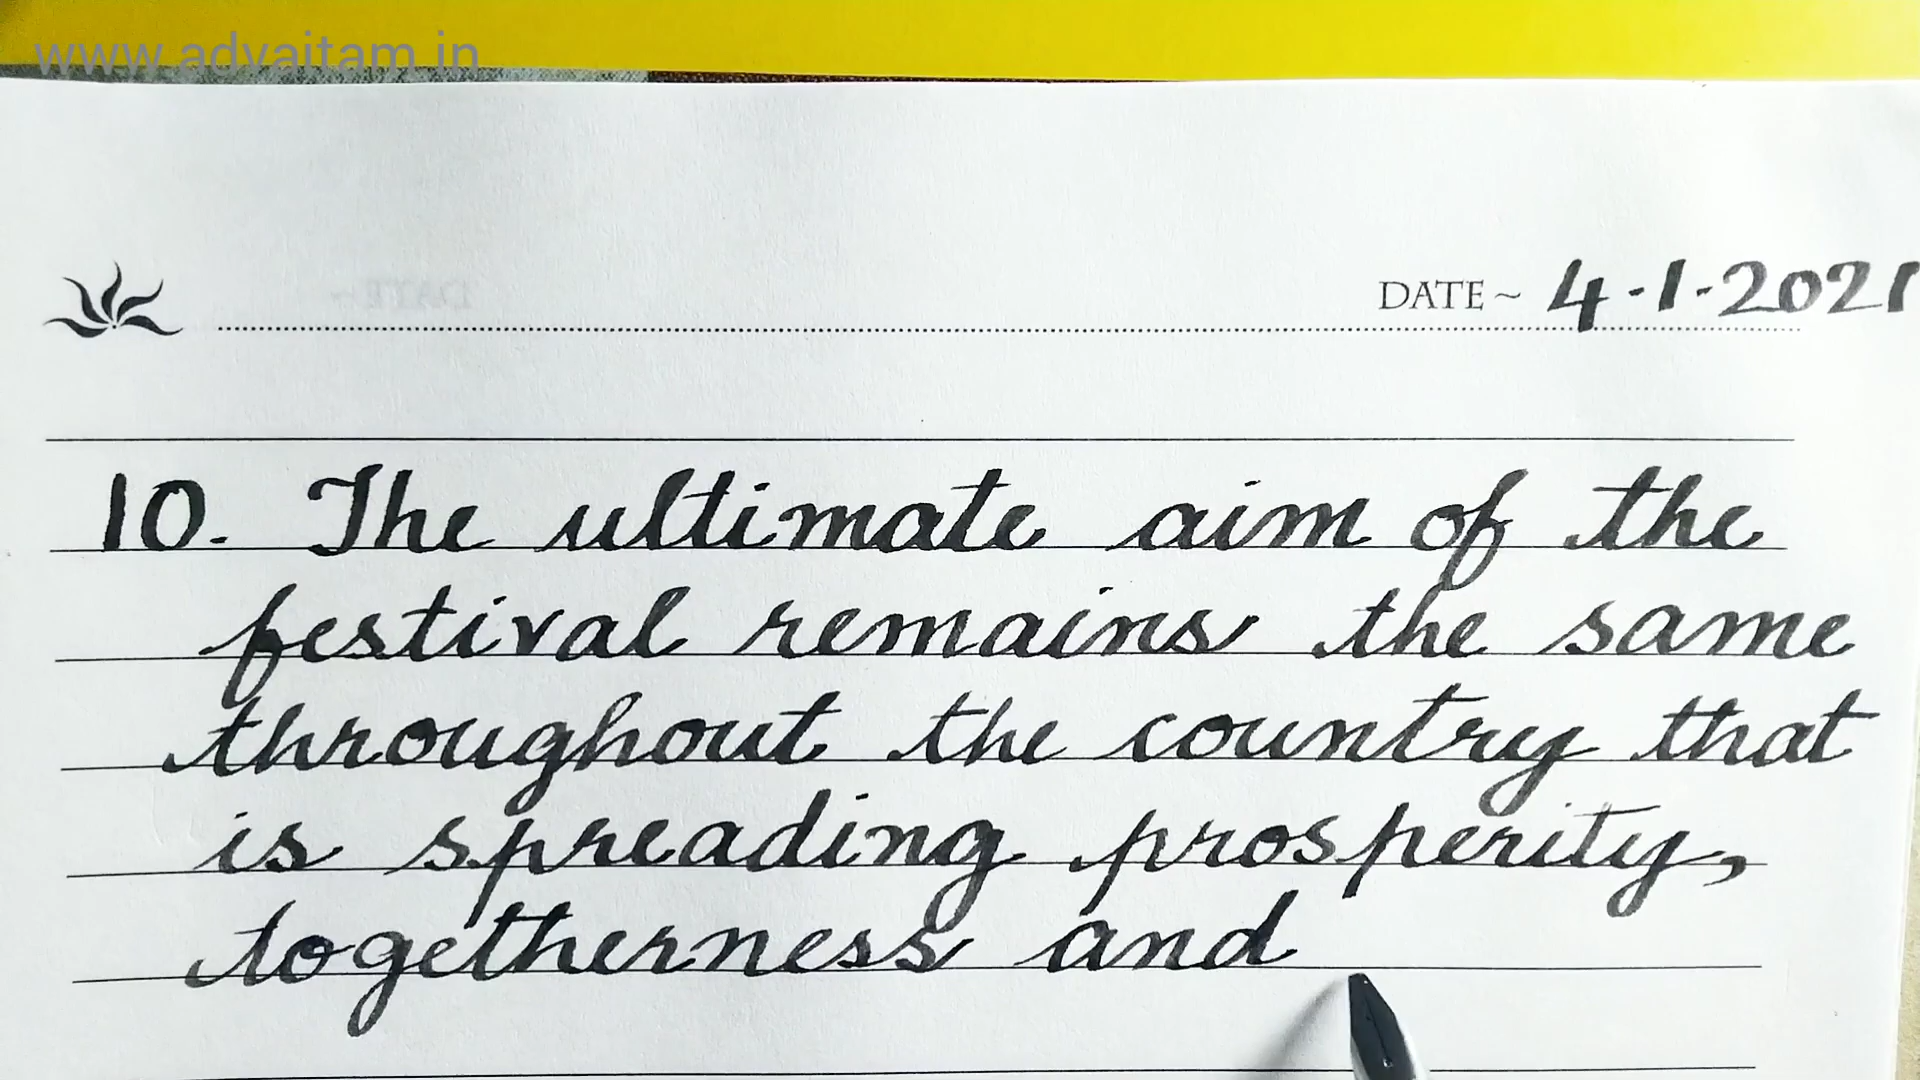 www.advaitam.in
DATE ~ 4-1-2021
10. The ultimate aim of the
festival remains the same
throughout the country that
is spreading prosperity,
togetherness and